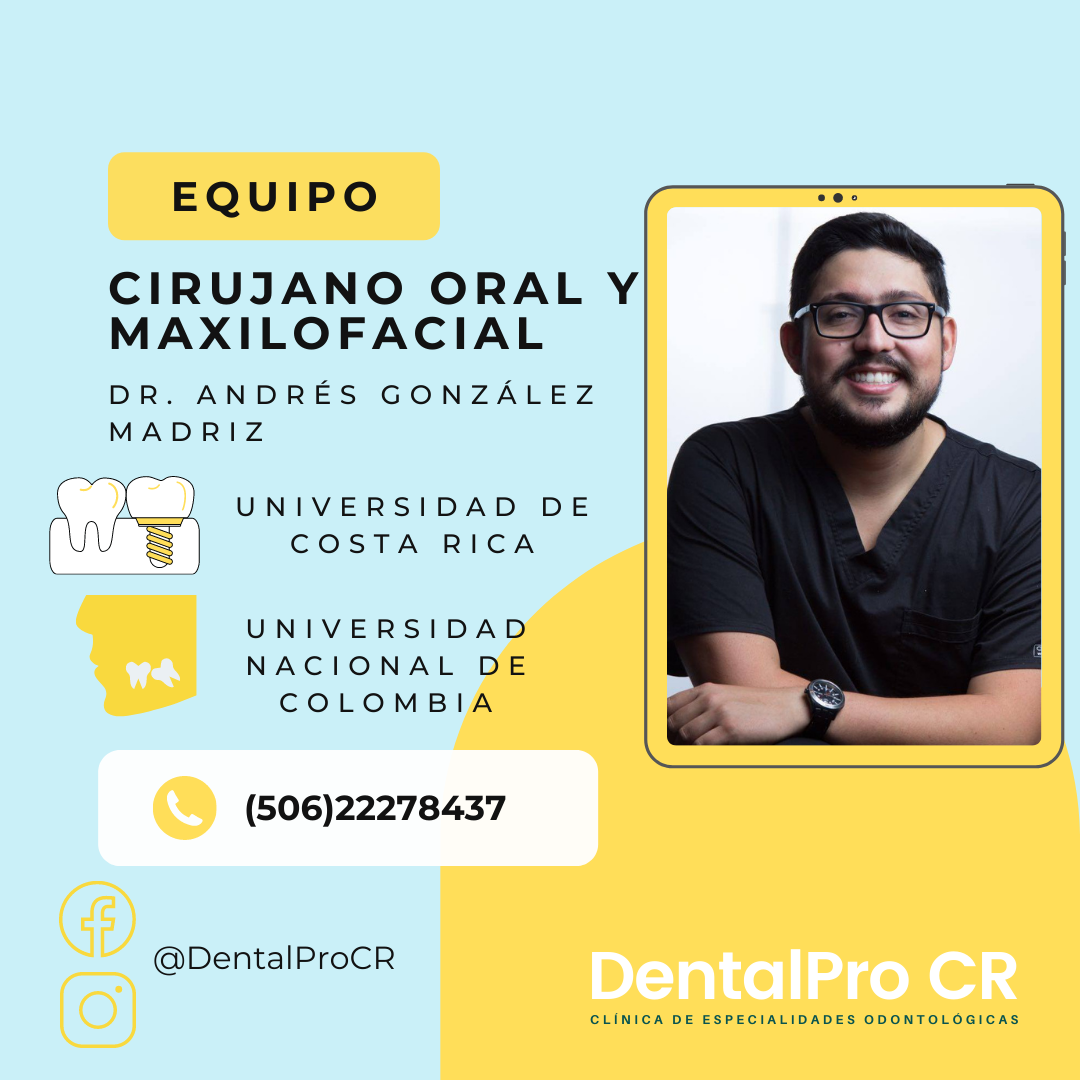 EQUIPO
CIRUJANO ORAL Y
MAXILOFACIAL
DR. ANDRÉS GONZÁLEZ
MADRIZ
UNIVERSIDAD DE
COSTA RICA
UNIVERSIDAD
NACIONAL DE
COLOMBIA
(506)22278437
@DentalProCR
DentalPro CR
CLÍNICA DE ESPECIALIDADES ODONTOLÓGICAS